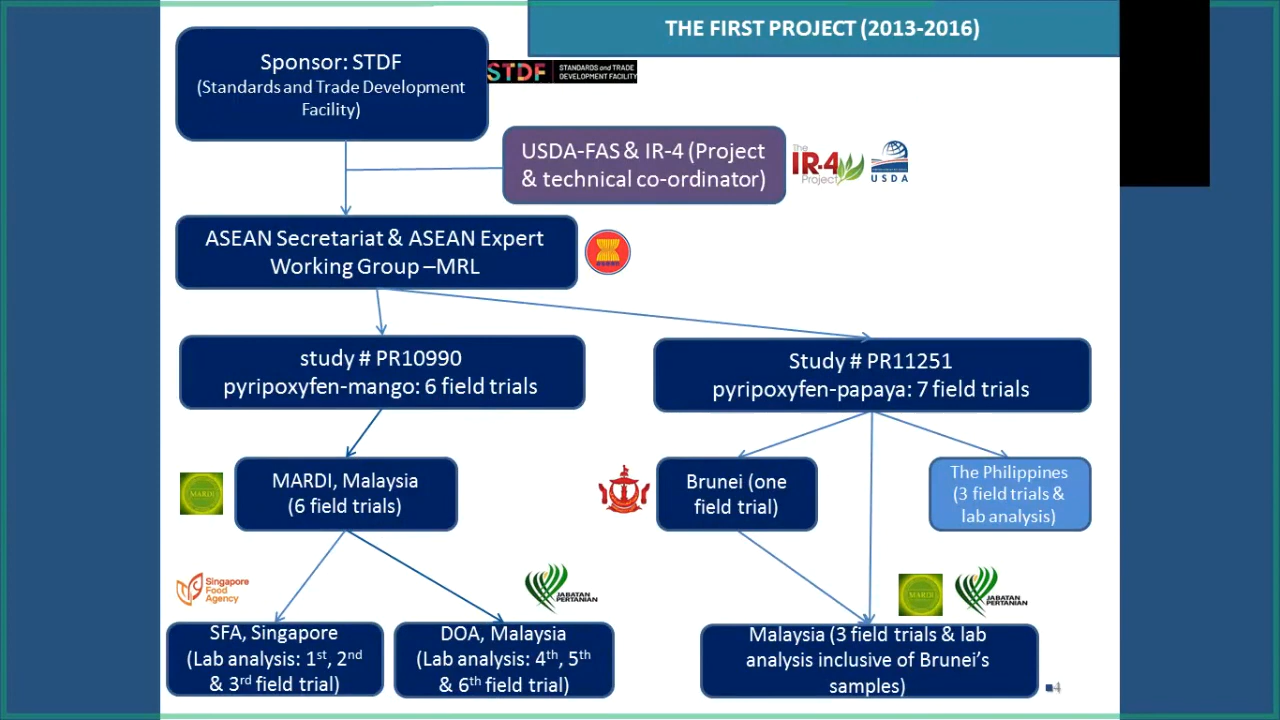 THE FIRST PROJECT (2013-2016)
Sponsor: STDF
(Standards and Trade Development
Facility)
STDF
STANDARDS and TRADE
DEVELOPMENT FACILITY
USDA-FAS & IR-4 (Project
& technical co-ordinator)
The
IR-4
Project
USDA
ASEAN Secretariat & ASEAN Expert
Working Group –MRL
study # PR10990
pyripoxyfen-mango: 6 field trials
Study # PR11251
pyripoxyfen-papaya: 7 field trials
MARDI
MARDI, Malaysia
(6 field trials)
Brunei (one
field trial)
The Philippines
(3 field trials &
lab analysis)
Singapore
Food
Agency
JABATAN
PERTANIAN
MARDI
JABATAN
PERTANIAN
SFA, Singapore
(Lab analysis: 1st, 2nd
& 3rd field trial)
DOA, Malaysia
(Lab analysis: 4th, 5th
& 6th field trial)
Malaysia (3 field trials & lab
analysis inclusive of Brunei’s
samples)
4